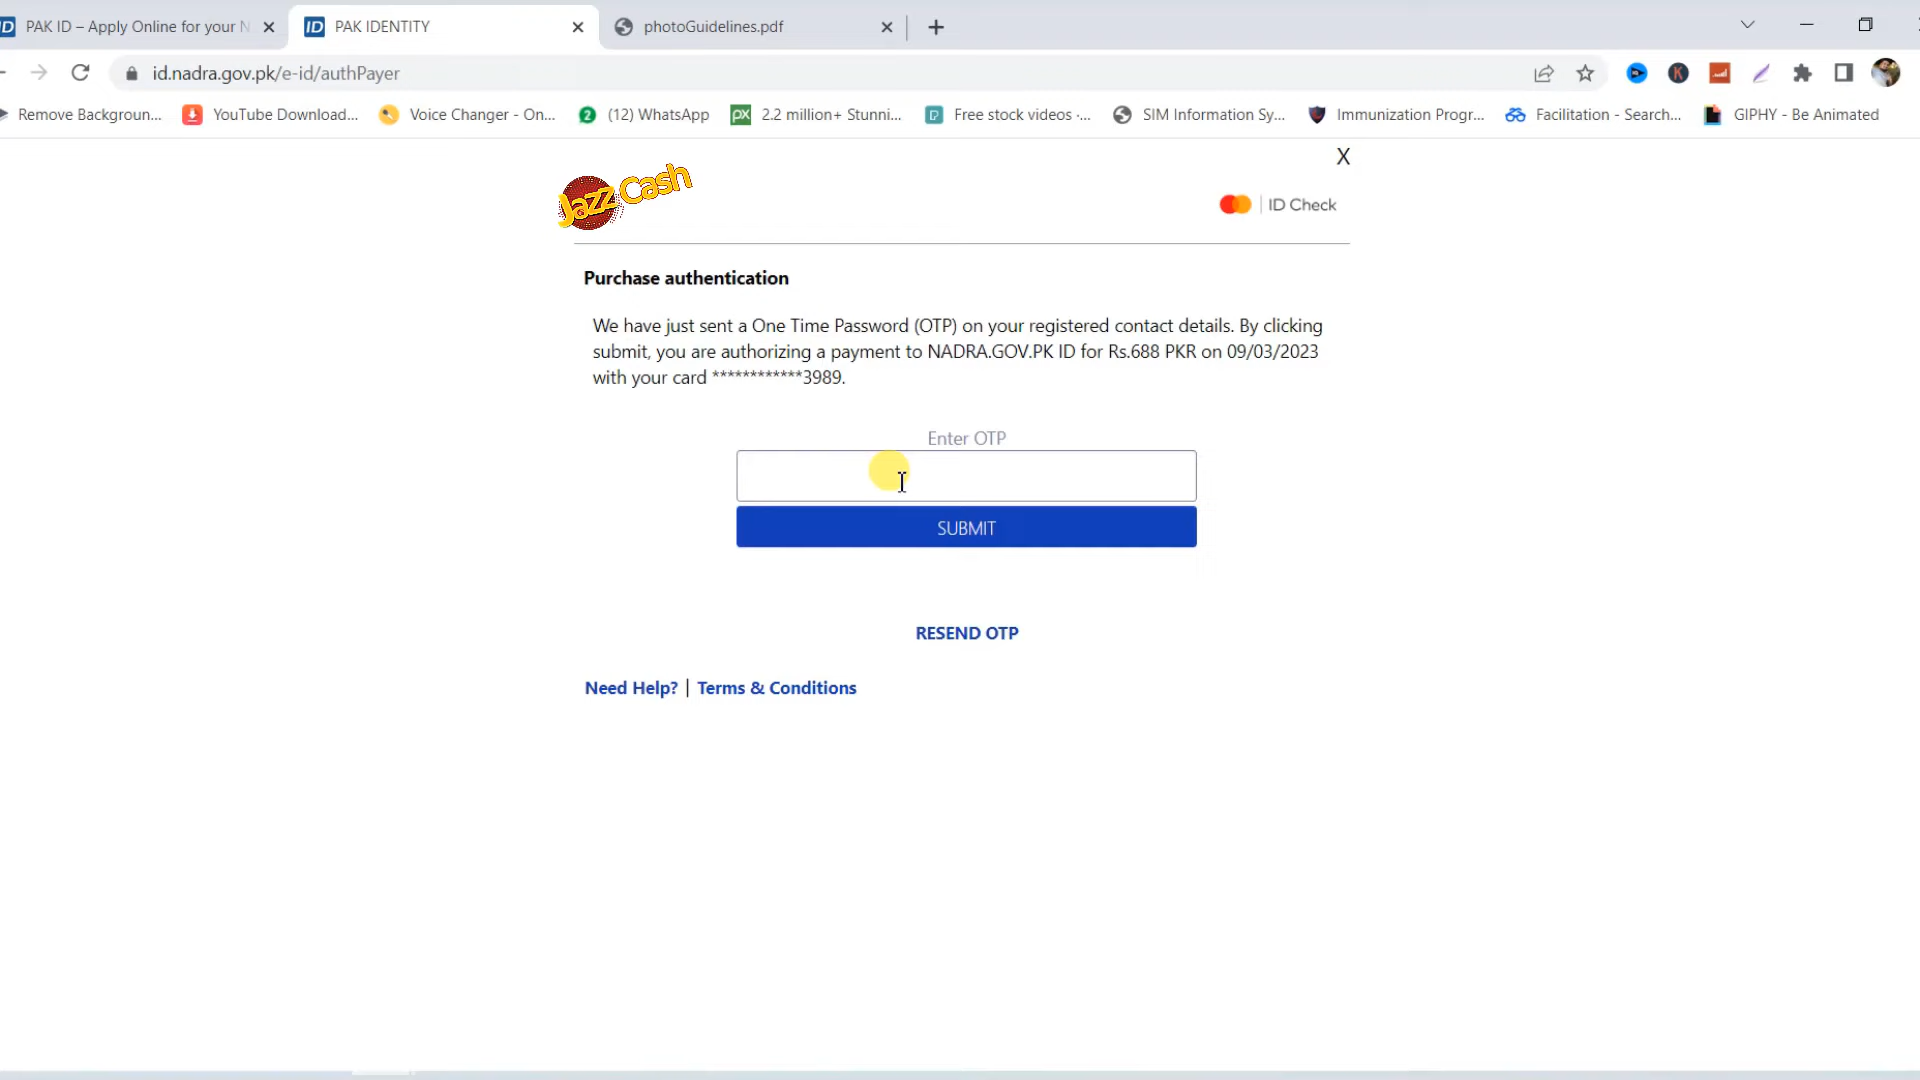 ID PAK ID – Apply Online for your N
ID PAK IDENTITY
photoGuidelines.pdf
id.nadra.gov.pk/e-id/authPayer
K
Remove Backgroun...
YouTube Download...
Voice Changer - On...
2 (12) WhatsApp
px 2.2 million+ Stunni...
Free stock videos ·...
SIM Information Sy...
Immunization Progr...
Facilitation - Search...
GIPHY - Be Animated
X
Jazz Cash
ID Check
Purchase authentication
We have just sent a One Time Password (OTP) on your registered contact details. By clicking
submit, you are authorizing a payment to NADRA.GOV.PK ID for Rs.688 PKR on 09/03/2023
with your card ************3989.
Enter OTP
SUBMIT
RESEND OTP
Need Help? | Terms & Conditions